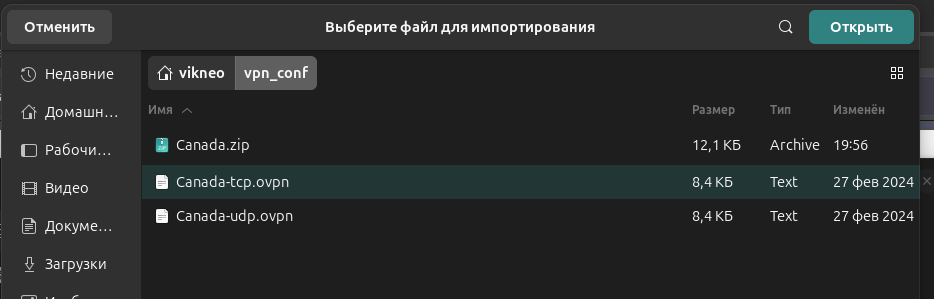 Отменить Выберите файл для импортирования Открыть
Недавние
Домашн...
Рабочи...
Видео
Докуме...
Загрузки
vikneo vpn_conf
Имя Размер Тип Изменён
Canada.zip 12,1 КБ Archive 19:56
Canada-tcp.ovpn 8,4 КБ Text 27 фев 2024
Canada-udp.ovpn 8,4 КБ Text 27 фев 2024